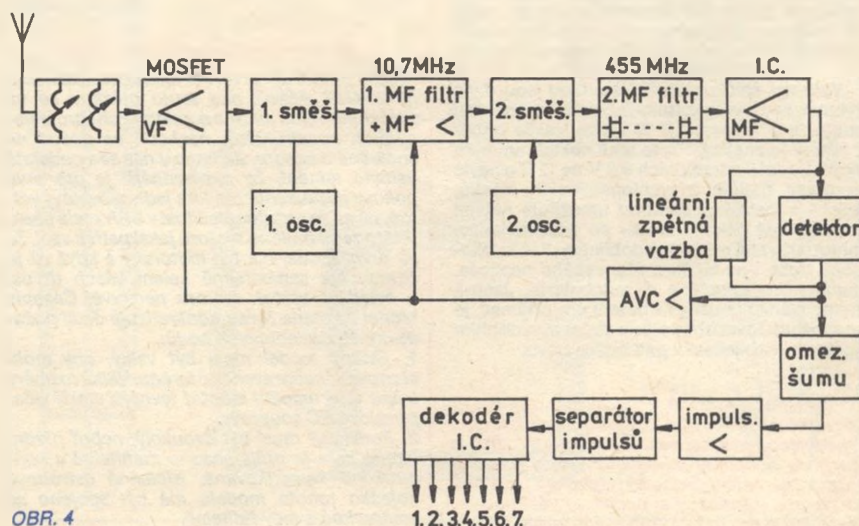 MOSFET
VF
1. směš.
1. osc.
10,7MHz
1. MF filtr
+ MF
2. směš.
2. osc.
455 MHz
2. MF filtr
I.C.
MF
lineární
zpětná
vazba
detektor
AVC
omez.
šumu
impuls.
separátor
impulsů
dekodér
I.C.
1. 2. 3. 4. 5. 6. 7.
OBR. 4